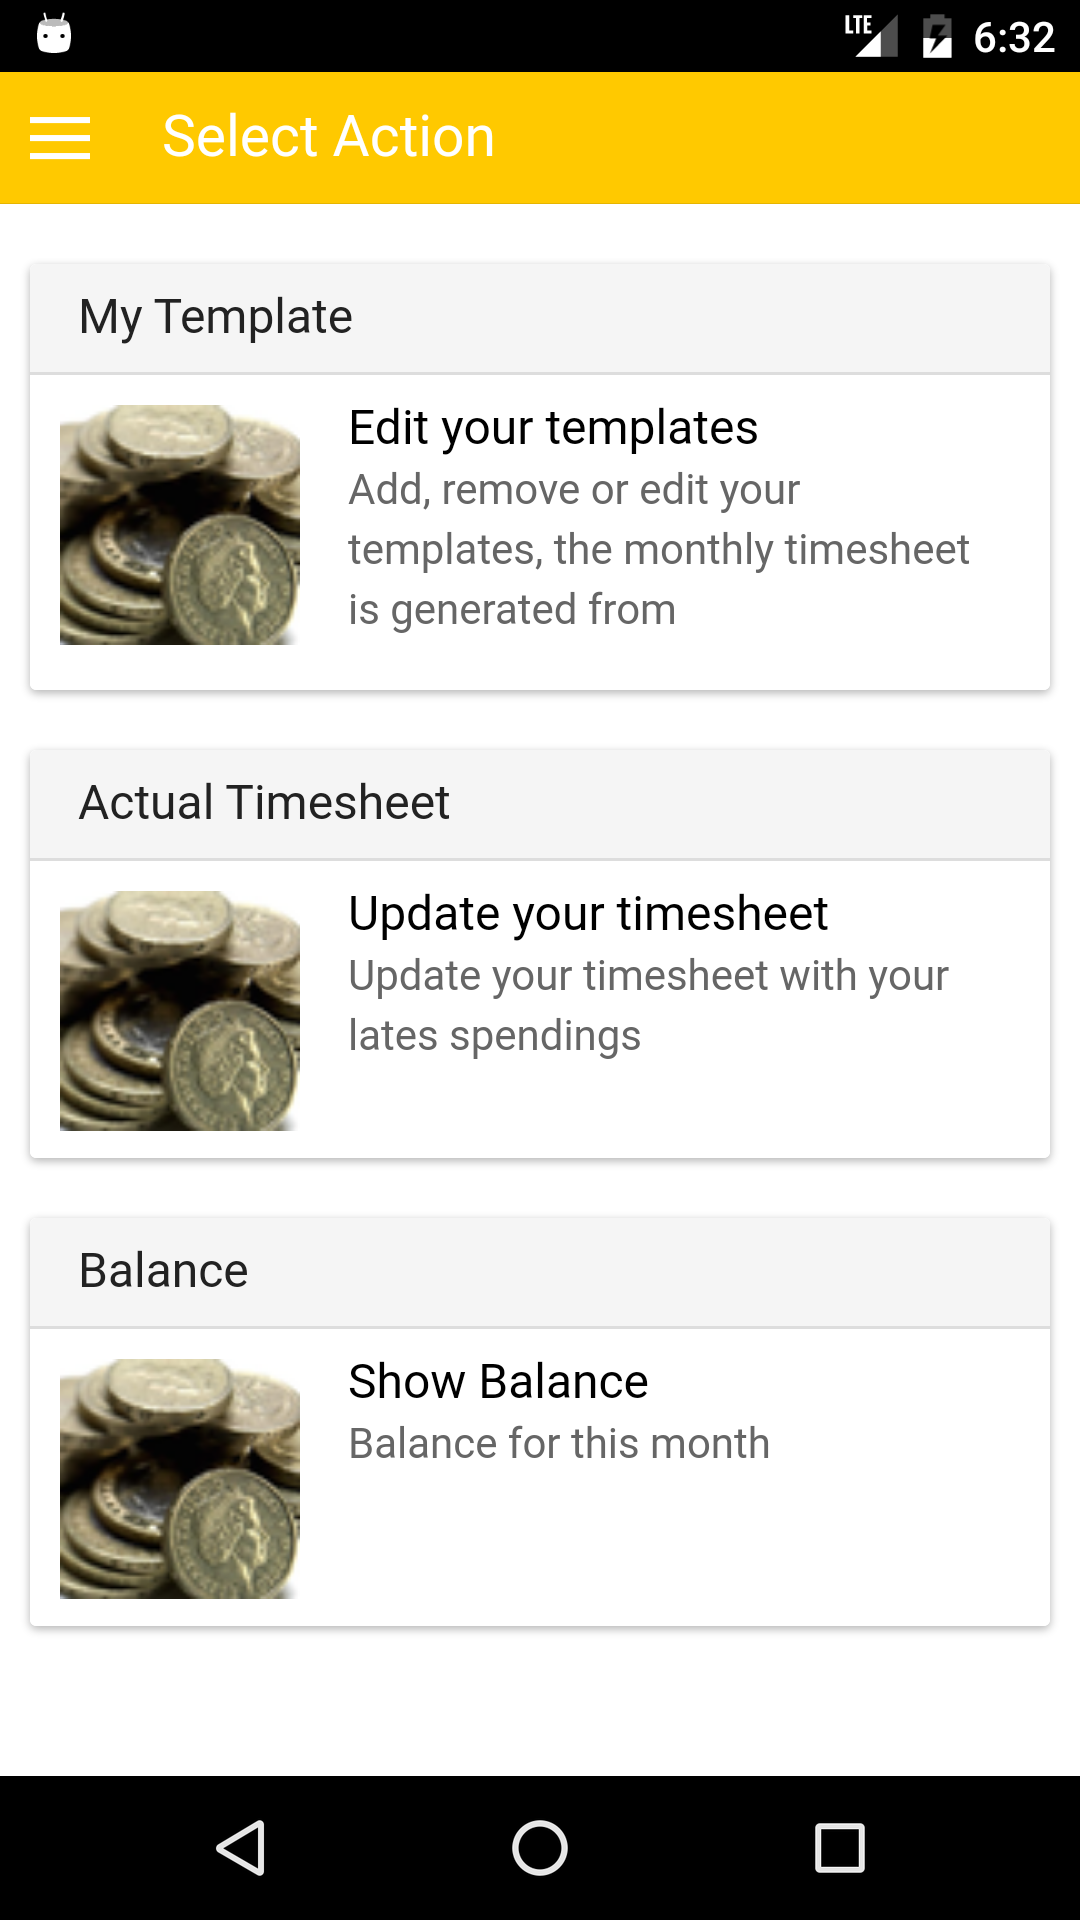 LTE 6:32
Select Action
My Template
Edit your templates
Add, remove or edit your
templates, the monthly timesheet
is generated from
Actual Timesheet
Update your timesheet
Update your timesheet with your
lates spendings
Balance
Show Balance
Balance for this month